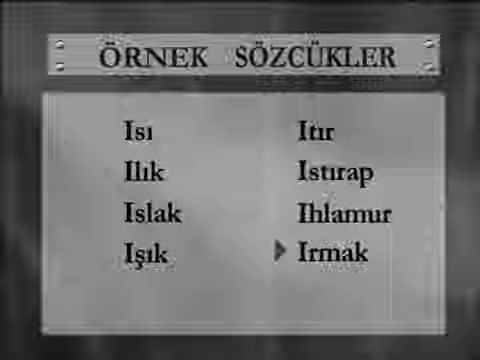 ÖRNEK SÖZCÜKLER
Isı
Ilık
Islak
Işık
Itır
Istırap
Ihlamur
Irmak